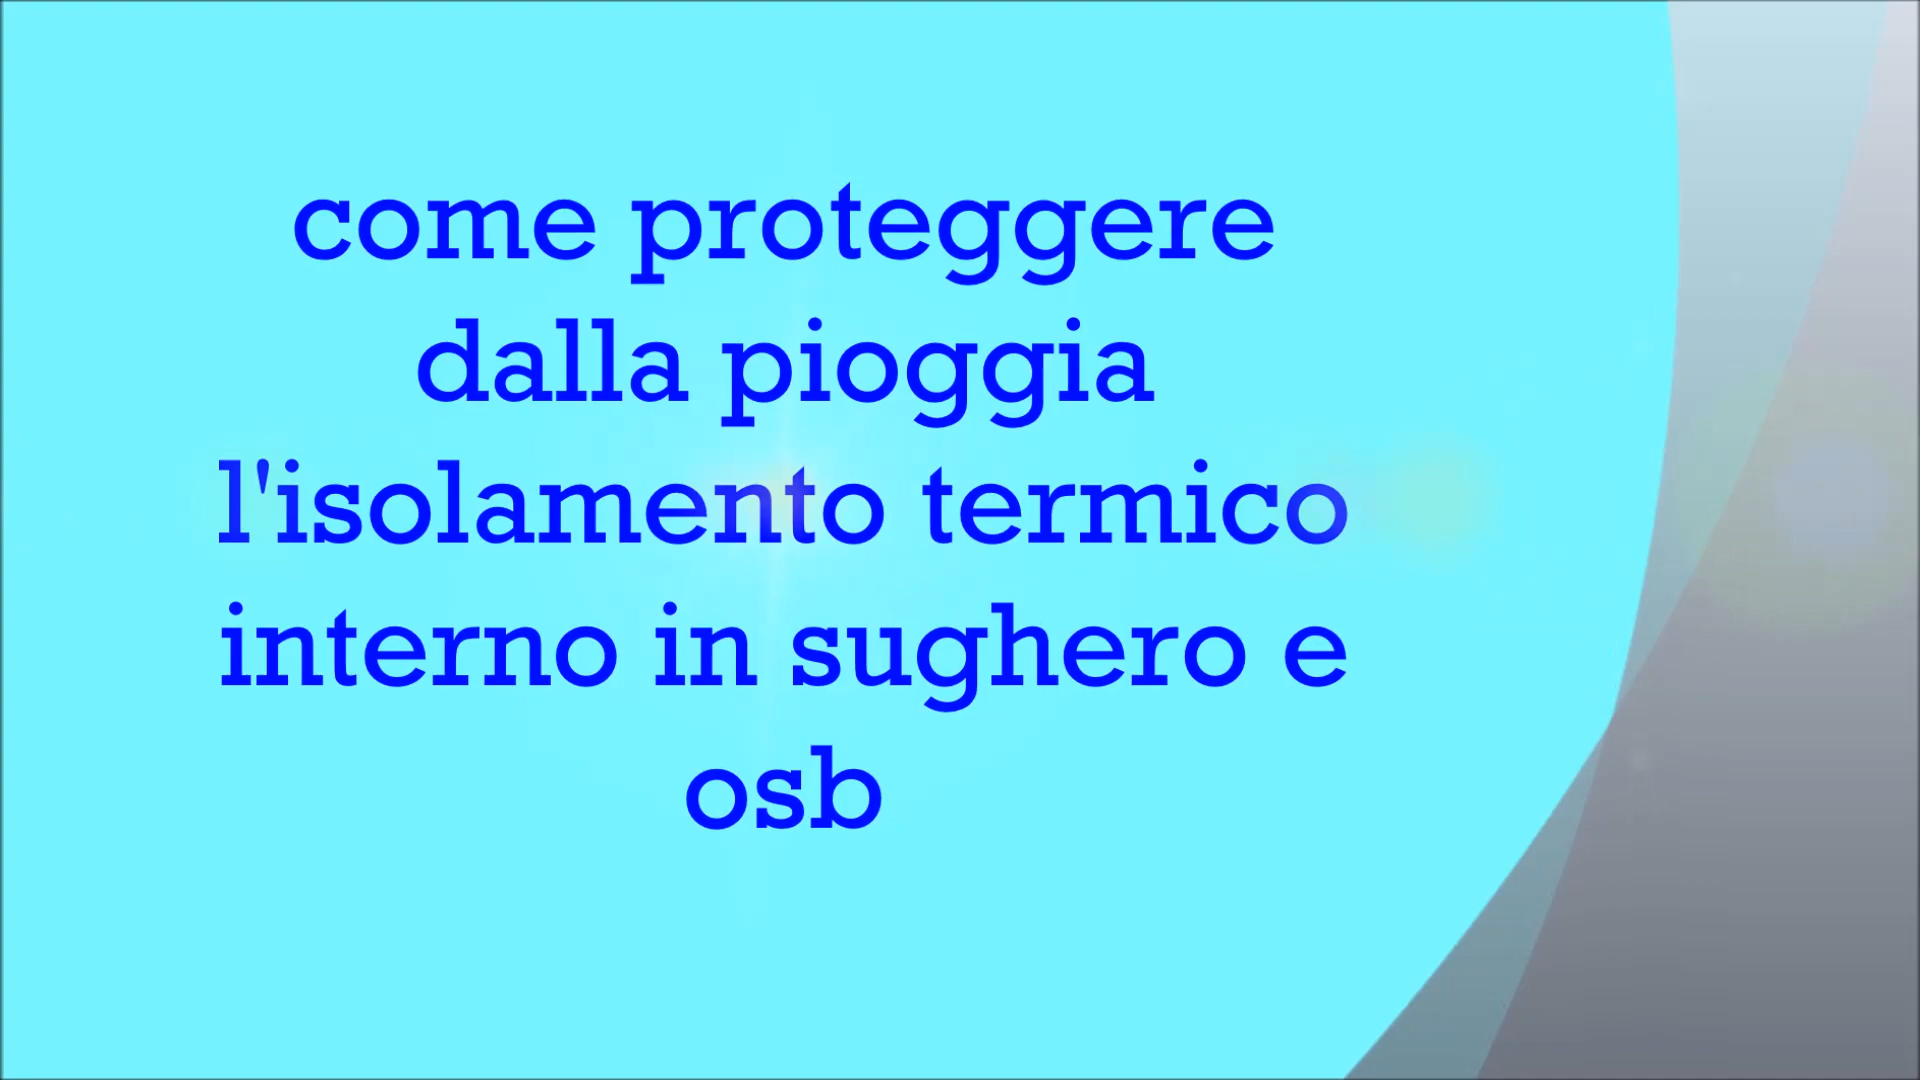 come proteggere
dalla pioggia
l'isolamento termico
interno in sughero e
osb